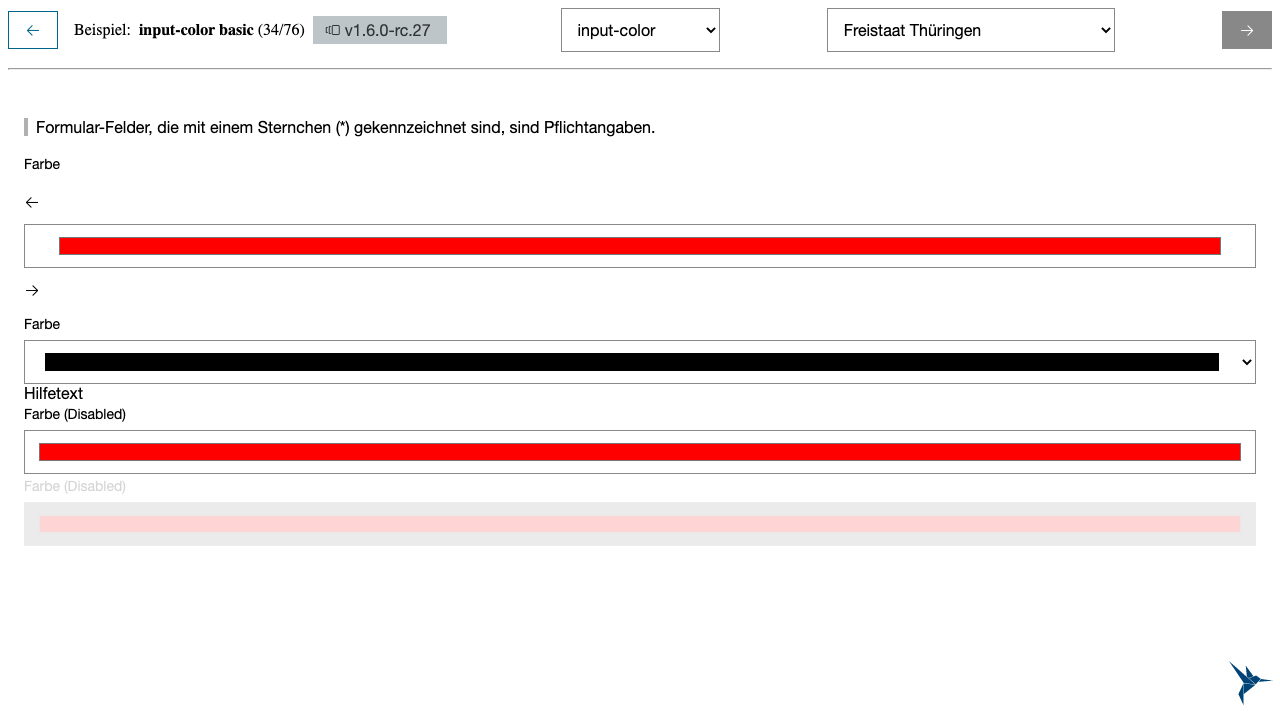 Beispiel: input-color basic (34/76) v1.6.0-rc.27 input-color Freistaat Thüringen
Formular-Felder, die mit einem Sternchen (*) gekennzeichnet sind, sind Pflichtangaben.
Farbe
Farbe
Hilfetext
Farbe (Disabled)
Farbe (Disabled)